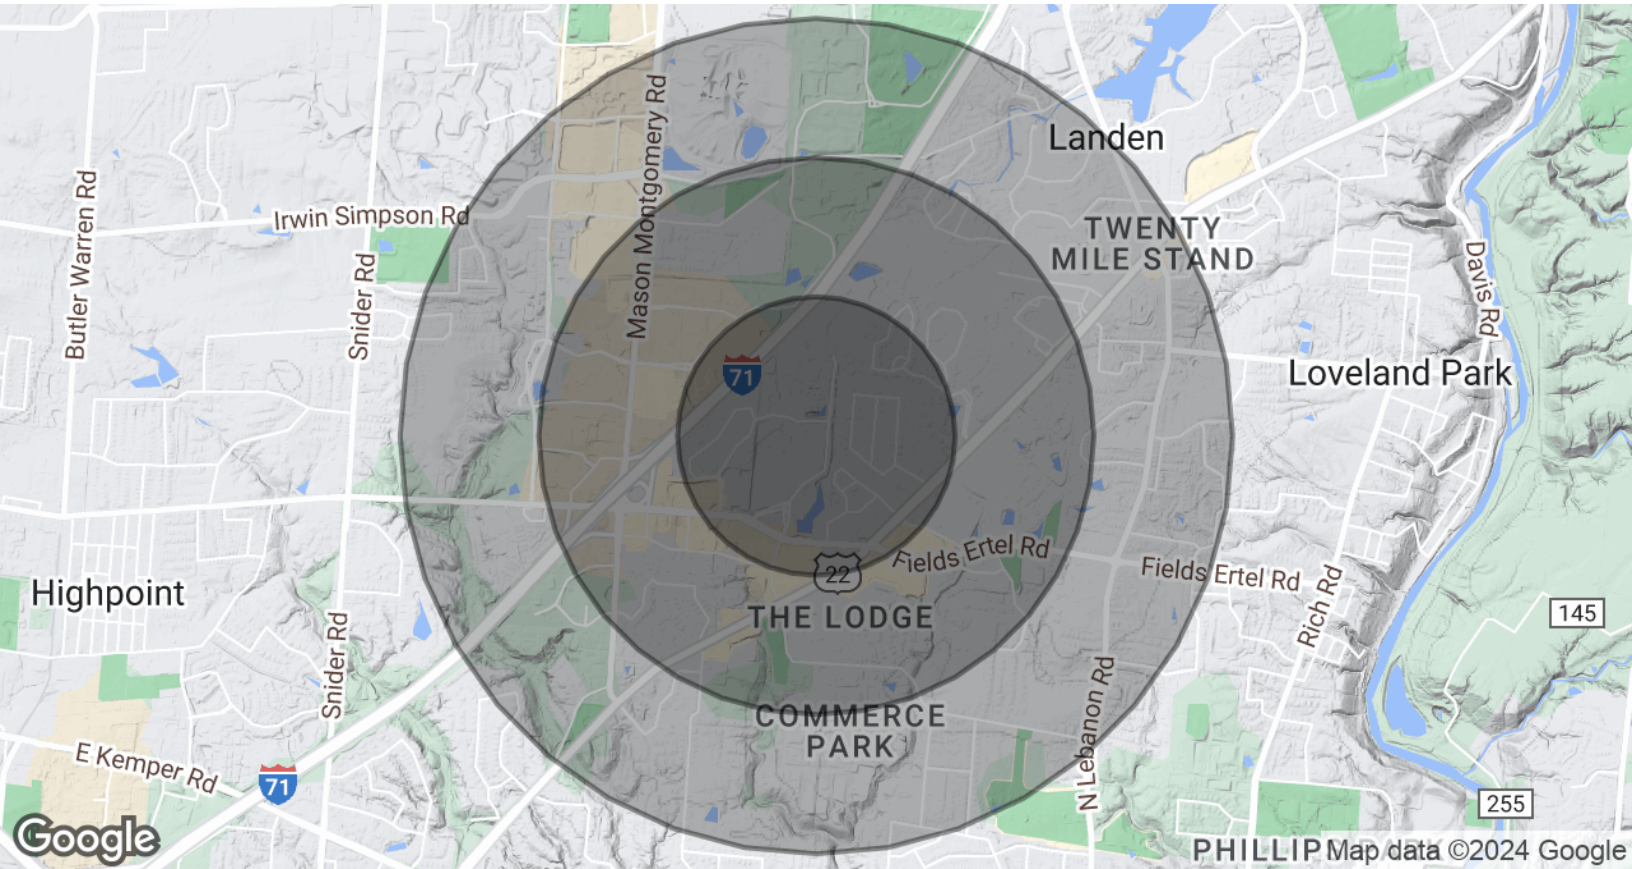 Landen
Mason Montgomery Rd
Butler Warren Rd
Irwin Simpson Rd
TWENTY
MILE STAND
Snider Rd
Davis Rd
71
Loveland Park
Fields Ertel Rd
22
Fields Ertel Rd
Highpoint
THE LODGE
Rich Rd
145
Snider Rd
COMMERCE
PARK
N Lebanon Rd
E Kemper Rd
71
255
Google
PHILLIP
Map data ©2024 Google